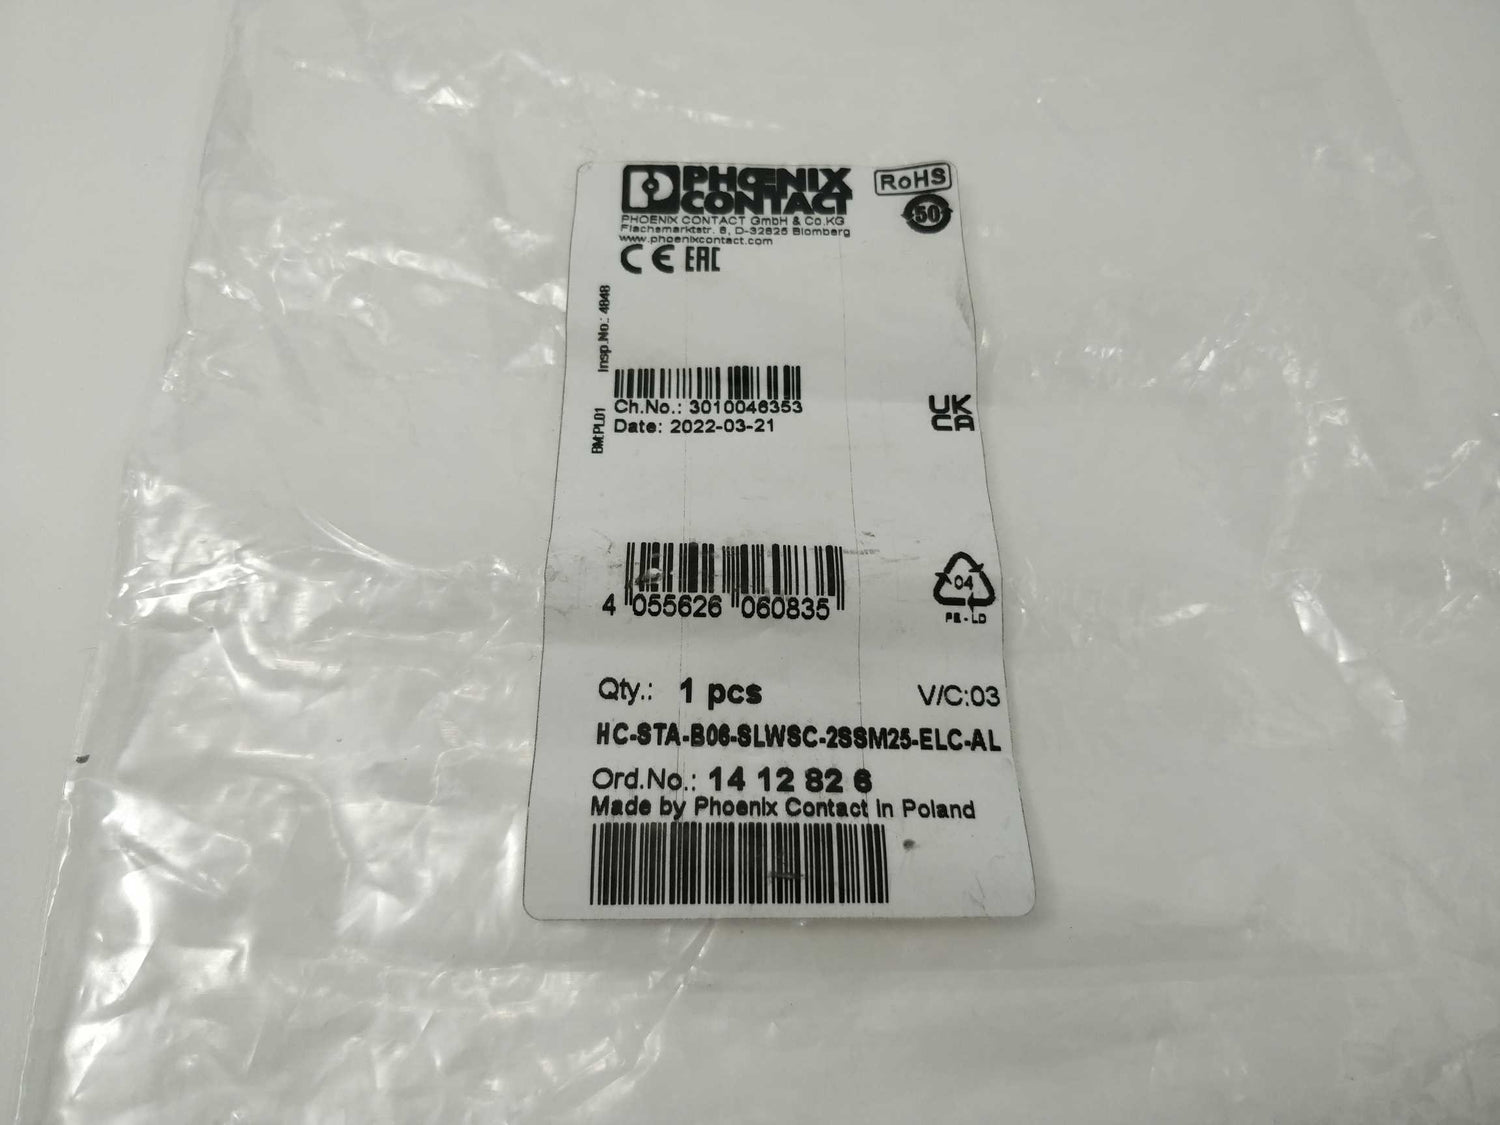 PHŒNIX
CONTACT
RoHS
50
PHOENIX CONTACT GmbH & Co.KG
Flachsmarktstr. 8, D-32825 Blomberg
www.phoenixcontact.com
CE EAC
Insp.No.: 4848
BM:PL01
Ch.No.: 3010046353
Date: 2022-03-21
UK
CA
4 055626 060835
04
PE-LD
Qty.: 1 pcs
V/C:03
HC-STA-B06-SLWSC-2SSM25-ELC-AL
Ord.No.: 14 12 82 6
Made by Phoenix Contact in Poland